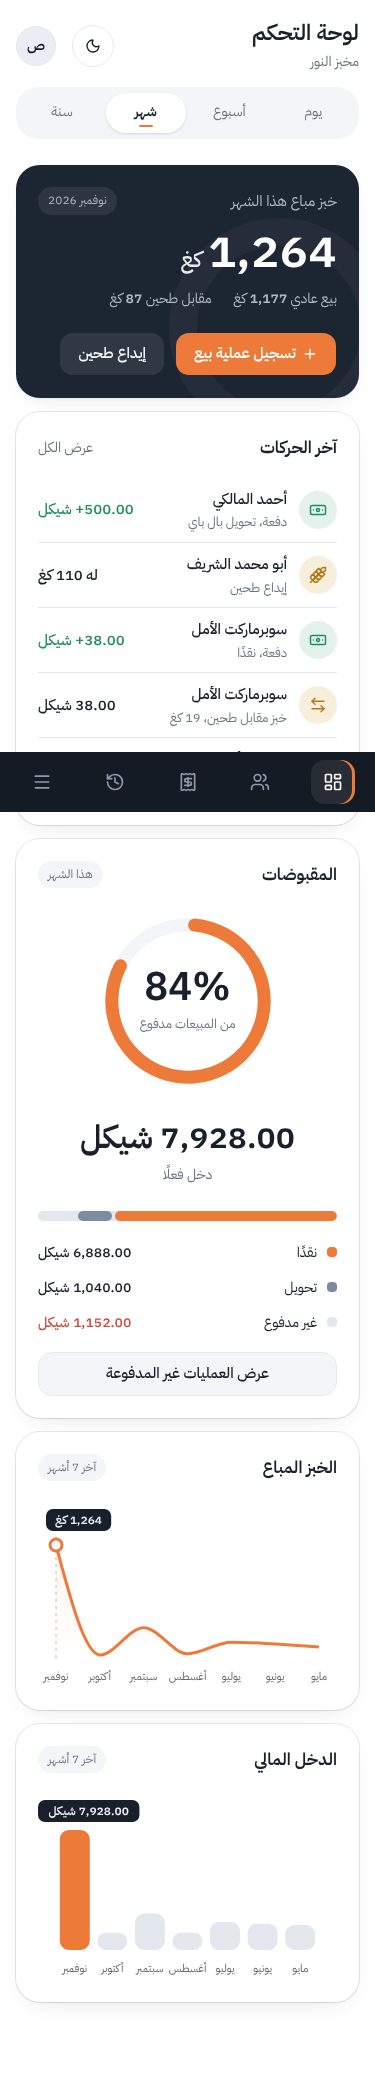 لوحة التحكم
مخبز النور
ص
يوم
أسبوع
شهر
سنة
خبز مباع هذا الشهر
نوفمبر 2026
1,264 كغ
بيع عادي 1,177 كغ
مقابل طحين 87 كغ
+ تسجيل عملية بيع
إيداع طحين
آخر الحركات
عرض الكل
أحمد المالكي
دفعة، تحويل بال باي
+500.00 شيكل
أبو محمد الشريف
إيداع طحين
له 110 كغ
سوبرماركت الأمل
دفعة، نقدًا
+38.00 شيكل
سوبرماركت الأمل
خبز مقابل طحين، 19 كغ
38.00 شيكل
المقبوضات
هذا الشهر
84%
من المبيعات مدفوع
7,928.00 شيكل
دخل فعلًا
نقدًا
6,888.00 شيكل
تحويل
1,040.00 شيكل
غير مدفوع
1,152.00 شيكل
عرض العمليات غير المدفوعة
الخبز المباع
آخر 7 أشهر
1,264 كغ
مايو
يونيو
يوليو
أغسطس
سبتمبر
أكتوبر
نوفمبر
الدخل المالي
آخر 7 أشهر
7,928.00 شيكل
مايو
يونيو
يوليو
أغسطس
سبتمبر
أكتوبر
نوفمبر